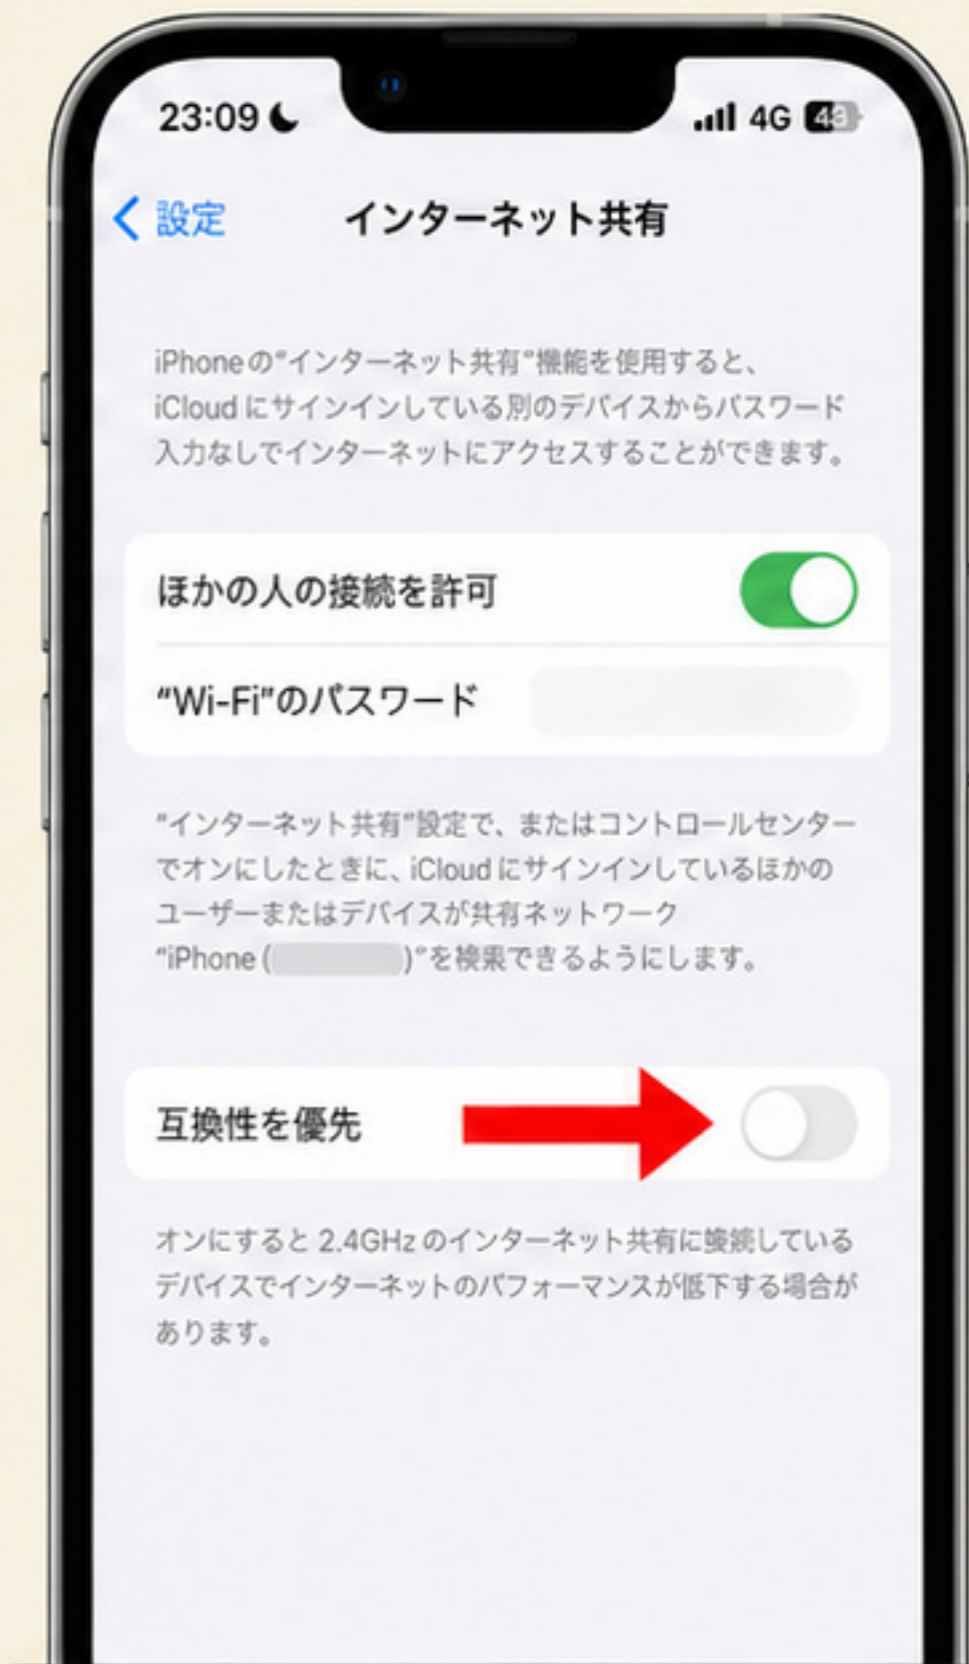 23:09 4G 43
設定 インターネット共有
iPhoneの"インターネット共有"機能を使用すると、
iCloud にサインインしている別のデバイスからパスワード
入力なしでインターネットにアクセスすることができます。
ほかの人の接続を許可
“Wi-Fi”のパスワード
“インターネット共有”設定で、またはコントロールセンター
でオンにしたときに、iCloud にサインインしているほかの
ユーザーまたはデバイスが共有ネットワーク
“iPhone ( )”を検索できるようにします。
互換性を優先
オンにすると 2.4GHz のインターネット共有に接続している
デバイスでインターネットのパフォーマンスが低下する場合が
あります。